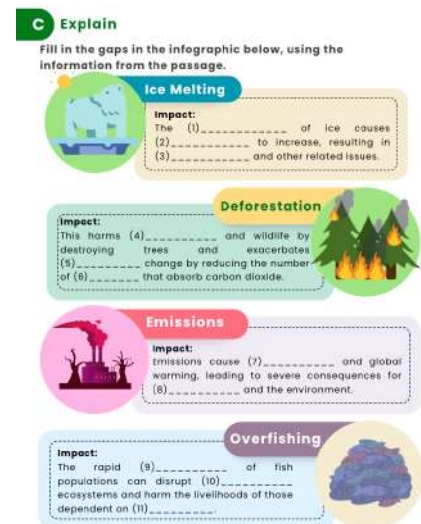 C Explain
Fill in the gaps in the infographic below, using the
information from the passage.
Ice Melting
Impact:
The (1)______________ of ice causes
(2)______________ to increase, resulting in
(3)______________ and other related issues.
Deforestation
Impact:
This harms (4)__________ and wildlife by
destroying trees and exacerbates
(5)_________ change by reducing the number
of (6)_______ that absorb carbon dioxide.
Emissions
Impact:
Emissions cause (7)__________ and global
warming, leading to severe consequences for
(8)__________ and the environment.
Overfishing
Impact:
The rapid (9)__________ of fish
populations can disrupt (10)__________
ecosystems and harm the livelihoods of those
dependent on (11)_________.